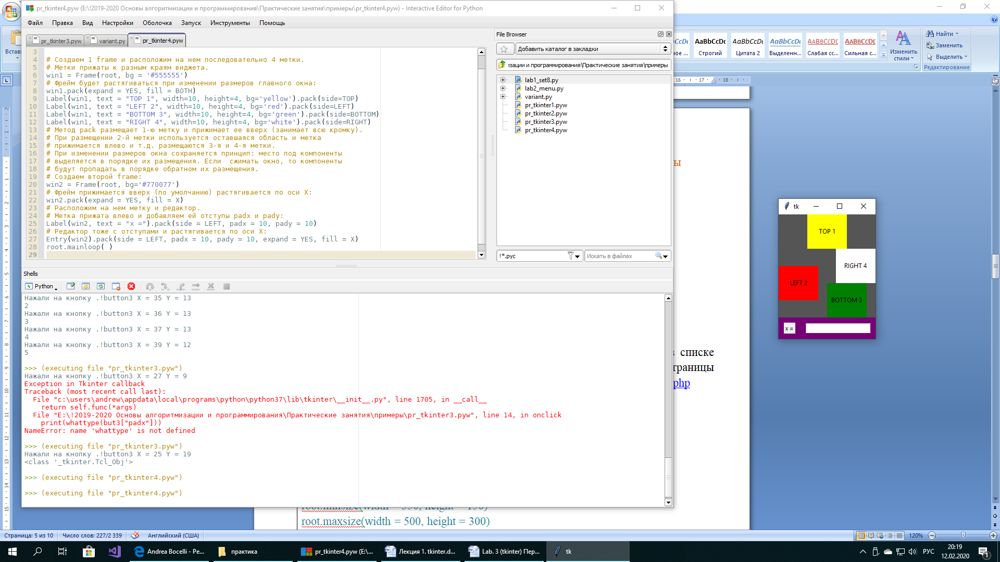 pr_tkinter4.pyw (E:\!2019-2020 Основы алгоритмизации и программирования\Практические занятия\примеры\pr_tkinter4.pyw) - Interactive Editor for Python
Файл Правка Вид Настройки Оболочка Запуск Инструменты Помощь
pr_tkinter3.pyw variant.py pr_tkinter4.pyw
3
4 # Создаем 1 frame и расположим на нем последовательно 4 метки.
5 # Метки прижаты к разным краям виджета.
6 win1 = Frame(root, bg = '#555555')
7 # Фрейм будет растягиваться при изменении размеров главного окна:
8 win1.pack(expand = YES, fill = BOTH)
9 Label(win1, text = "TOP 1", width=10, height=4, bg='yellow').pack(side=TOP)
10 Label(win1, text = "LEFT 2", width=10, height=4, bg='red').pack(side=LEFT)
11 Label(win1, text = "BOTTOM 3", width=10, height=4, bg='green').pack(side=BOTTOM)
12 Label(win1, text = "RIGHT 4", width=10, height=4, bg='white').pack(side=RIGHT)
13 # Метод pack размещает 1-ю метку и прижимает ее вверх (занимает всю кромку).
14 # При размещении 2-й метки используется оставшаяся область и метка
15 # прижимается влево и т.д. размещаются 3-я и 4-я метки.
16 # При изменении размеров окна сохраняется принцип: место под компоненты
17 # выделяется в порядке их размещения. Если  сжимать окно, то компоненты
18 # будут пропадать в порядке обратном их размещения.
19 # Создаем второй frame:
20 win2 = Frame(root, bg='#770077')
21 # Фрейм прижимается вверх (по умолчанию) растягивается по оси X:
22 win2.pack(expand = YES, fill = X)
23 # Расположим на нем метку и редактор.
24 # Метка прижата влево и добавляем ей отступы padx и pady:
25 Label(win2, text = "x =").pack(side = LEFT, padx = 10, pady = 10)
26 # Редактор тоже с отступами и растягивается по оси X:
27 Entry(win2).pack(side = LEFT, padx = 10, pady = 10, expand = YES, fill = X)
28 root.mainloop( )
29
File Browser
Добавить каталог в закладки
изации и программирования\Практические занятия\примеры
lab1_set8.py
lab2_menu.py
variant.py
pr_tkinter1.pyw
pr_tkinter2.pyw
pr_tkinter3.pyw
pr_tkinter4.pyw
!*.pyc
Искать в файлах
Shells
Python
Нажали на кнопку .!button3 X = 35 Y = 13
2
Нажали на кнопку .!button3 X = 36 Y = 13
3
Нажали на кнопку .!button3 X = 37 Y = 13
4
Нажали на кнопку .!button3 X = 39 Y = 12
5
>>> (executing file "pr_tkinter3.pyw")
Нажали на кнопку .!button3 X = 27 Y = 9
Exception in Tkinter callback
Traceback (most recent call last):
File "c:\users\andrew\appdata\local\programs\python\python37\lib\tkinter\__init__.py", line 1705, in __call__
return self.func(*args)
File "E:\!2019-2020 Основы алгоритмизации и программирования\Практические занятия\примеры\pr_tkinter3.pyw", line 14, in onclick
print(whattype(but3["padx"]))
NameError: name 'whattype' is not defined
>>> (executing file "pr_tkinter3.pyw")
Нажали на кнопку .!button3 X = 25 Y = 19
<class '_tkinter.Tcl_Obj'>
>>> (executing file "pr_tkinter4.pyw")
>>> (executing file "pr_tkinter4.pyw")
Встав
АаBbCcDc АаBbCcDc АаBbCcDc AaBbCcDc AaBbCcDc
ное ... Строгий Цитата 2 Выделенн... Слабая сс... Сильная с...
Изменить стили
Найти
Заменить
Выделить
Редактирование
16 17 18
ы
списке
траницы
php
tk
TOP 1
RIGHT 4
LEFT 2
BOTTOM 3
x =
root.maxsize(width = 500, height = 300)
Страница: 5 из 10 Число слов: 227/2 339 Английский (США) 120%
Andrea Bocelli - Pe... практика pr_tkinter4.pyw (E:\... Лекция 1. tkinter.d... Lab. 3 (tkinter) Пер... tk
РУС
20:19
12.02.2020
1